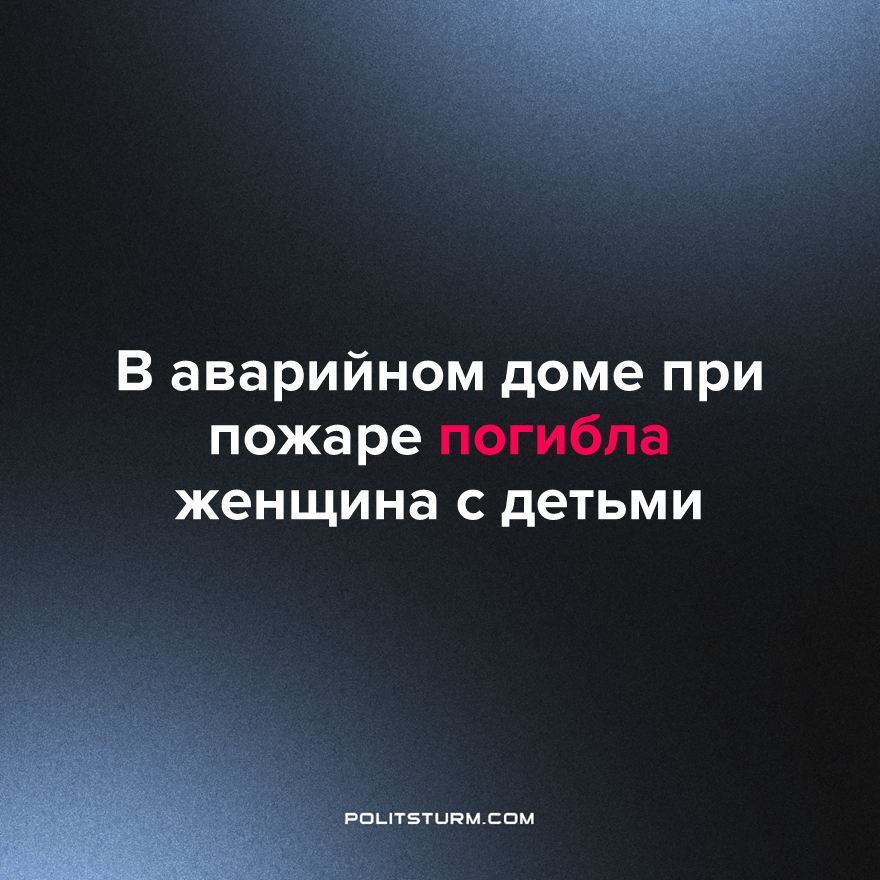 В аварийном доме при
пожаре погибла
женщина с детьми
POLITSTURM.COM